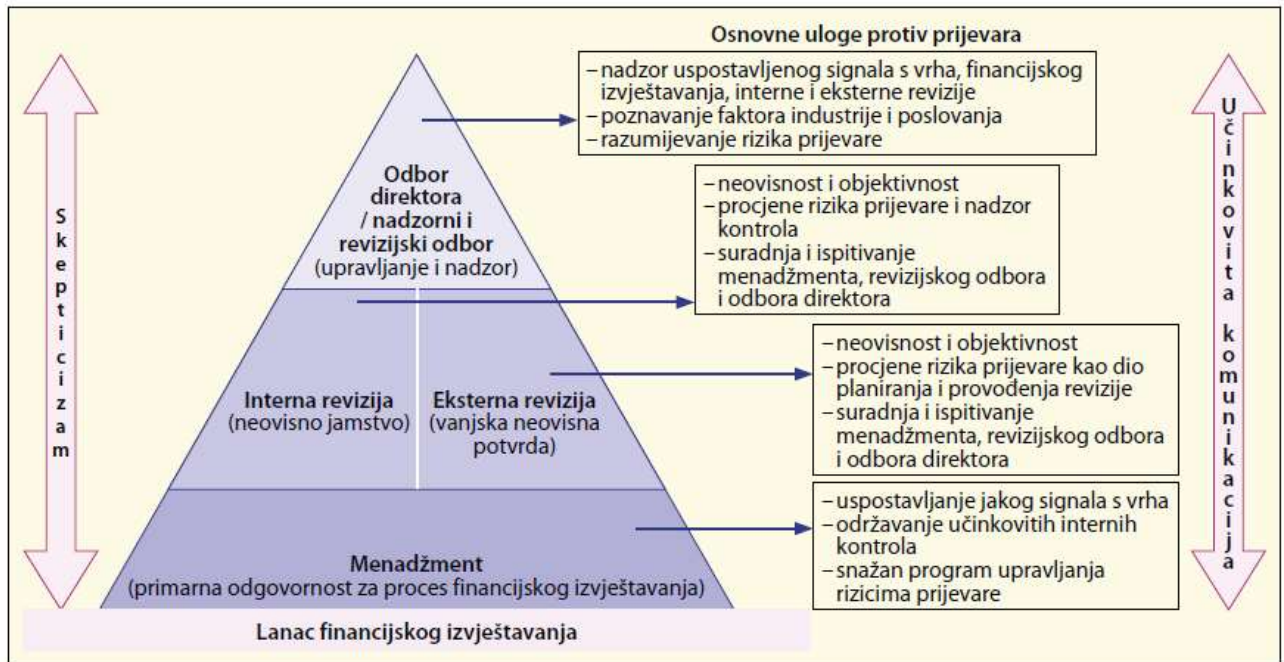 Osnovne uloge protiv prijevara
– nadzor uspostavljenog signala s vrha, financijskog
izvještavanja, interne i eksterne revizije
– poznavanje faktora industrije i poslovanja
– razumijevanje rizika prijevare
Odbor
direktora
/ nadzorni i
revizijski odbor
(upravljanje i nadzor)
– neovisnost i objektivnost
– procjene rizika prijevare i nadzor
kontrola
– suradnja i ispitivanje
menadžmenta, revizijskog odbora
i odbora direktora
Interna revizija
(neovisno jamstvo)
Eksterna revizija
(vanjska neovisna
potvrda)
– neovisnost i objektivnost
– procjene rizika prijevare kao dio
planiranja i provođenja revizije
– suradnja i ispitivanje
menadžmenta, revizijskog odbora
i odbora direktora
Menadžment
(primarna odgovornost za proces financijskog izvještavanja)
– uspostavljanje jakog signala s vrha
– održavanje učinkovitih internih
kontrola
– snažan program upravljanja
rizicima prijevare
Lanac financijskog izvještavanja
Skepticizam
Učinkovita komunikacija